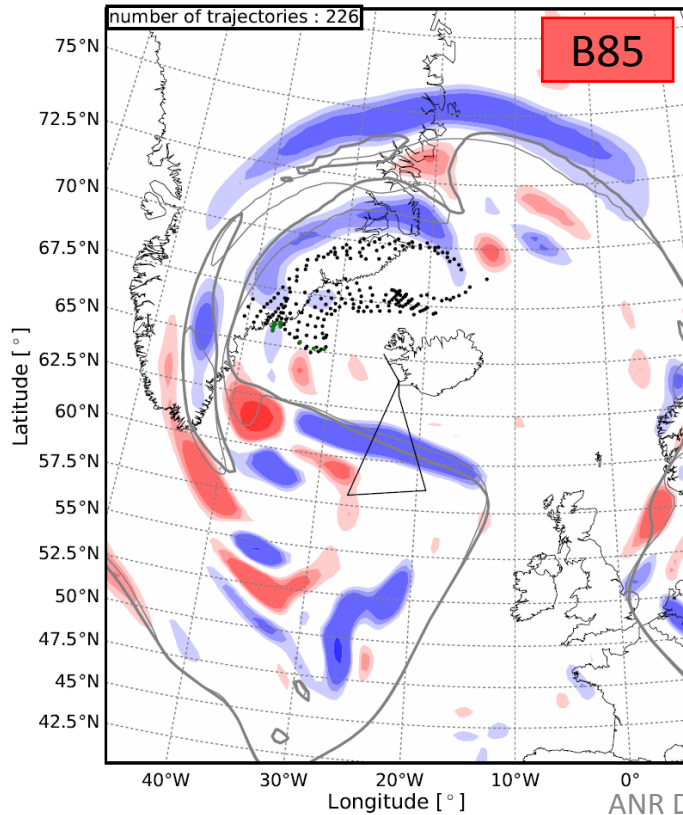 number of trajectories : 226
B85
75°N
72.5°N
70°N
67.5°N
65°N
62.5°N
60°N
57.5°N
55°N
52.5°N
50°N
47.5°N
45°N
42.5°N
Latitude [°]
40°W 30°W 20°W 10°W 0°
Longitude [°]
ANR D